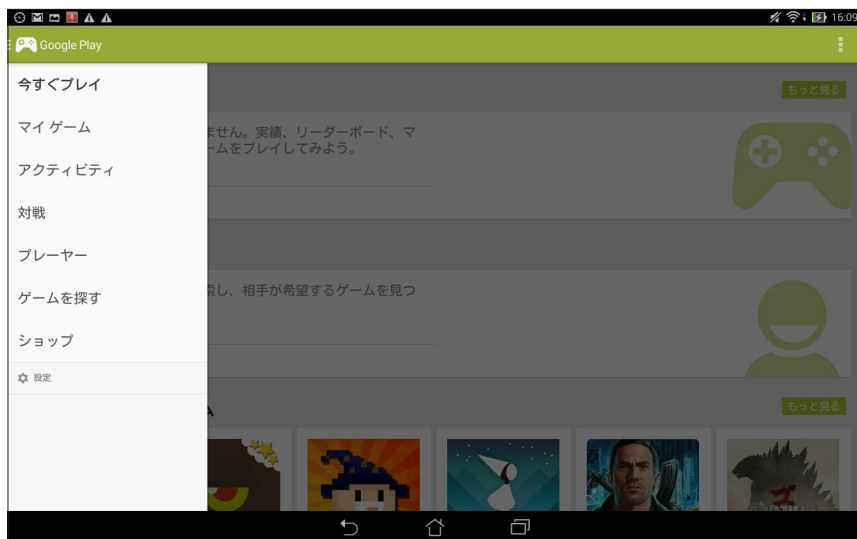 16:09
Google Play
今すぐプレイ
マイ ゲーム
アクティビティ
対戦
プレーヤー
ゲームを探す
ショップ
設定
もっと見る
ません。実績、リーダーボード、マ
ームをプレイしてみよう。
索し、相手が希望するゲームを見つ
もっと見る